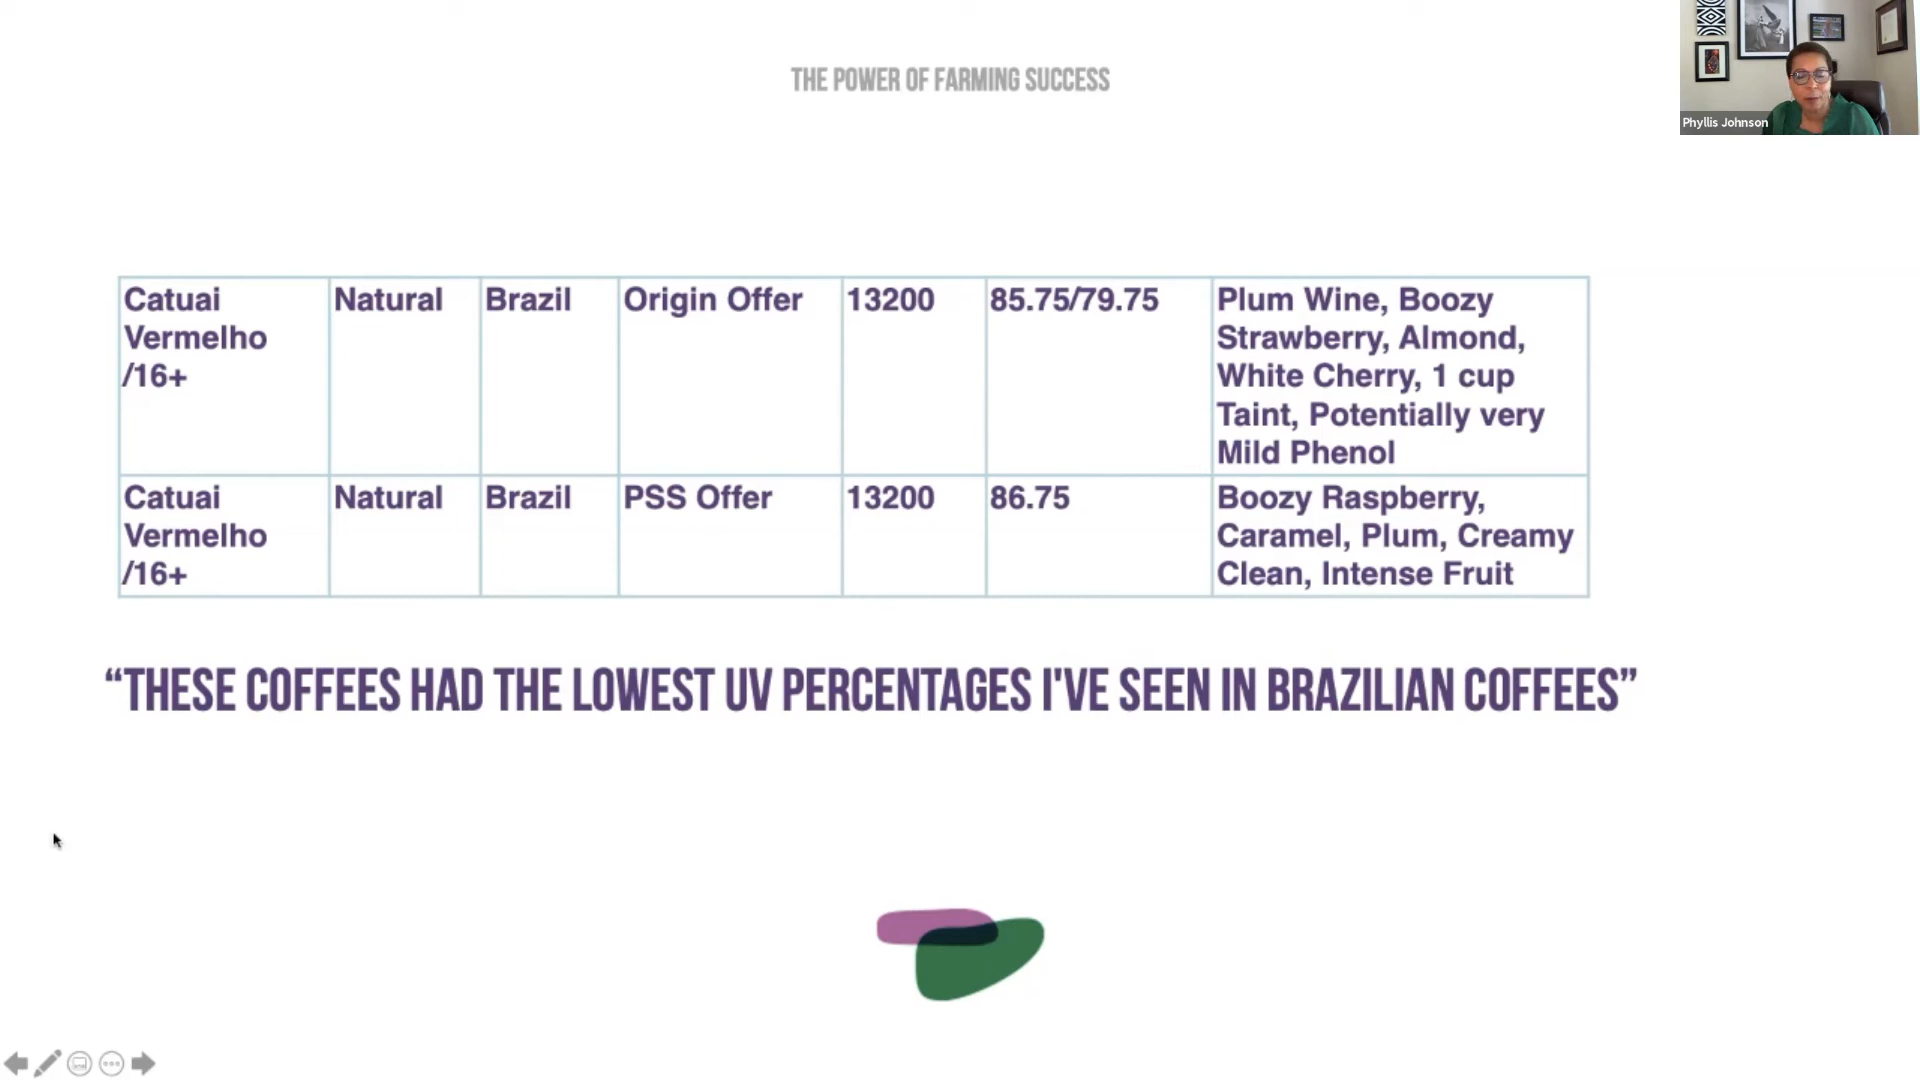 THE POWER OF FARMING SUCCESS
Phyllis Johnson
Catuai
Vermelho
/16+
Natural
Brazil
Origin Offer
13200
85.75/79.75
Plum Wine, Boozy
Strawberry, Almond,
White Cherry, 1 cup
Taint, Potentially very
Mild Phenol
Catuai
Vermelho
/16+
Natural
Brazil
PSS Offer
13200
86.75
Boozy Raspberry,
Caramel, Plum, Creamy
Clean, Intense Fruit
“THESE COFFEES HAD THE LOWEST UV PERCENTAGES I'VE SEEN IN BRAZILIAN COFFEES”